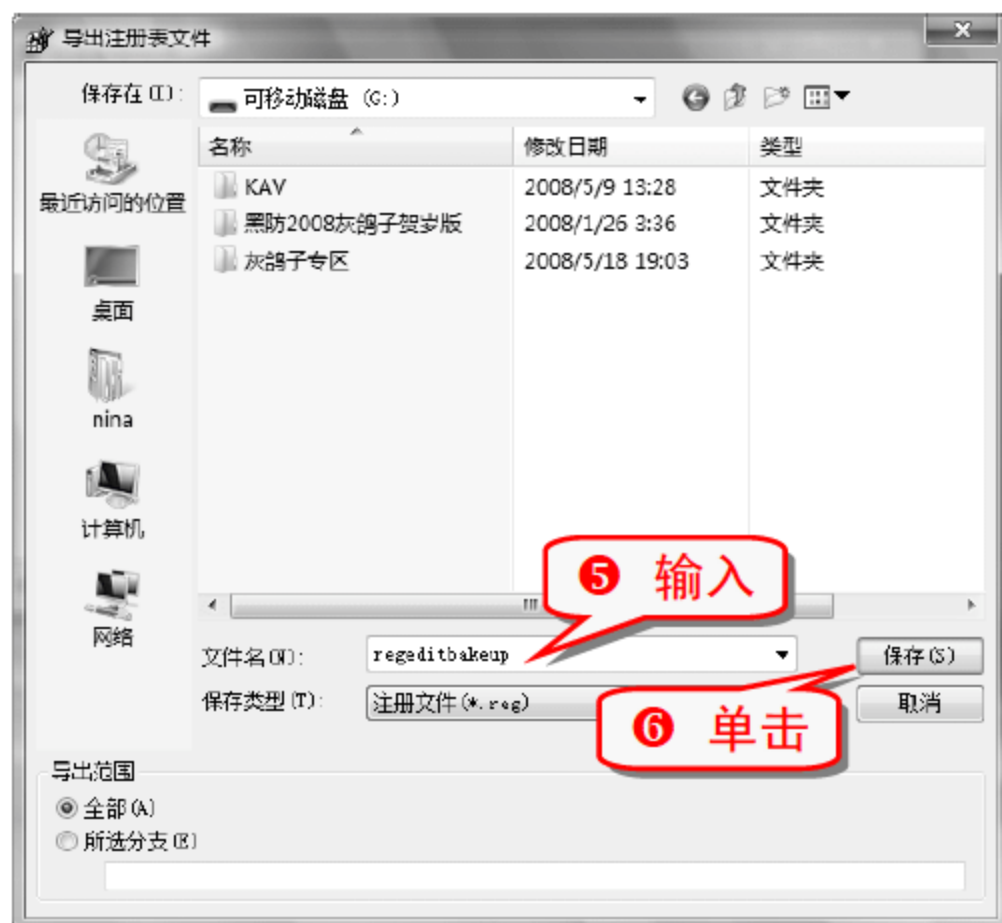 导出注册表文件
保存在(I):
可移动磁盘 (G:)
名称 修改日期 类型
KAV 2008/5/9 13:28 文件夹
黑防2008灰鸽子贺岁版 2008/1/26 3:36 文件夹
灰鸽子专区 2008/5/18 19:03 文件夹
最近访问的位置
桌面
nina
计算机
网络
❺ 输入
文件名(N): regeditbakeup 保存(S)
保存类型(T): 注册文件(*.reg) 取消
❻ 单击
导出范围
全部(A)
所选分支(E)